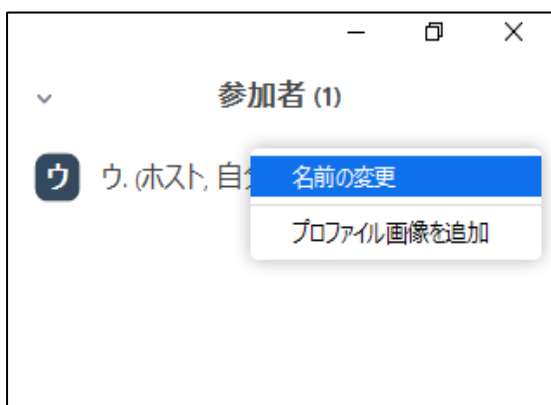 参加者 (1)
ウ ウ. (ホスト, 自
名前の変更
プロファイル画像を追加